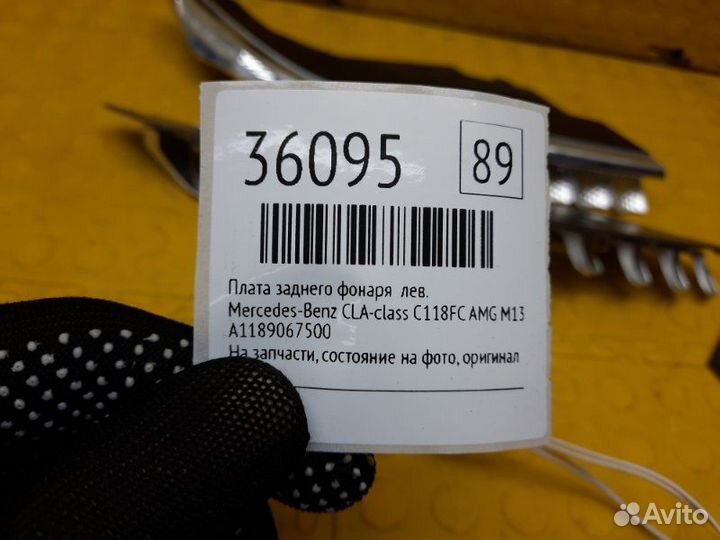 36095
89
Плата заднего фонаря лев.
Mercedes-Benz CLA-class C118FC AMG M13
A1189067500
На запчасти, состояние на фото, оригинал
Avito